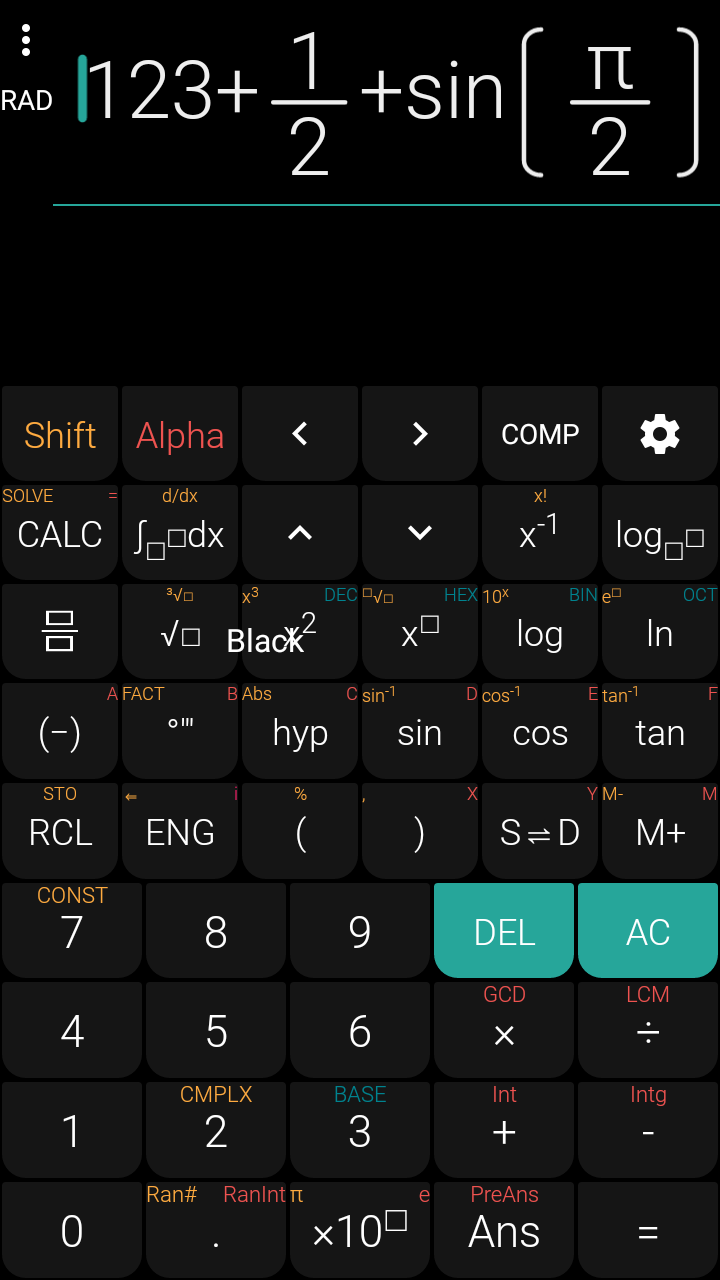 123+1/2+sin(π/2)
RAD
Shift Alpha < > COMP
SOLVE = d/dx x!
CALC ∫□□dx x-1 log□□
³√□ x3 DEC □√□ HEX 10x BIN e□ OCT
√□ x2 x□ log ln
Black
A FACT B Abs C sin-1 D cos-1 E tan-1 F
(−) °'" hyp sin cos tan
STO ⇐ i % , X Y M- M
RCL ENG ( ) S⇌D M+
CONST
7 8 9 DEL AC
GCD LCM
4 5 6 × ÷
CMPLX BASE Int Intg
1 2 3 + -
Ran# RanInt π e PreAns
0 . ×10□ Ans =